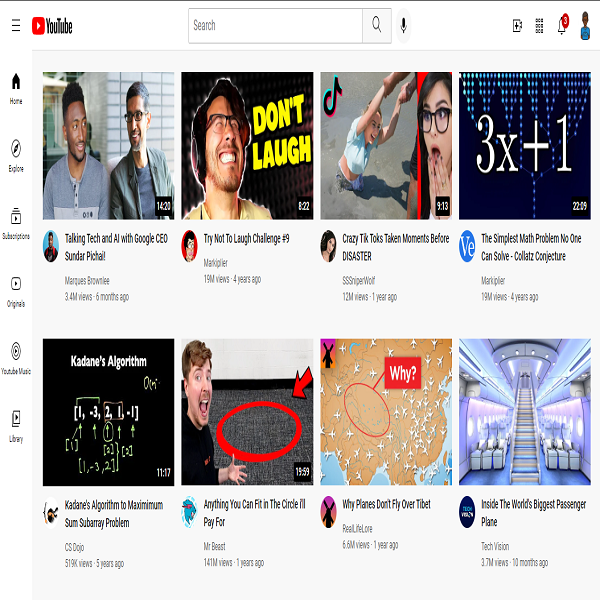 YouTube
Search
3
Home
Explore
Subscriptions
Originals
Youtube Music
Library
14:20
Talking Tech and AI with Google CEO
Sundar Pichai!
Marques Brownlee
3.4M views · 6 months ago
DON'T
LAUGH
8:22
Try Not To Laugh Challenge #9
Markiplier
19M views · 4 years ago
9:13
Crazy Tik Toks Taken Moments Before
DISASTER
SSSniperWolf
12M views · 1 year ago
3x+1
22:09
Ve
The Simplest Math Problem No One
Can Solve - Collatz Conjecture
Markiplier
19M views · 4 years ago
Kadane's Algorithm
[1, -3, 2, 1, -1]
[1]
[2]
[2]
[1,-3,2]
11:17
Kadane's Algorithm to Maximimum
Sum Subarray Problem
CS Dojo
519K views · 5 years ago
19:59
Anything You Can Fit in The Circle i'll
Pay For
Mr Beast
141M views · 1 years ago
Why?
Why Planes Don't Fly Over Tibet
RealLifeLore
6.6M views · 1 year ago
TECH
VISION
Inside The World's Biggest Passenger
Plane
Tech Vision
3.7M views · 10 months ago